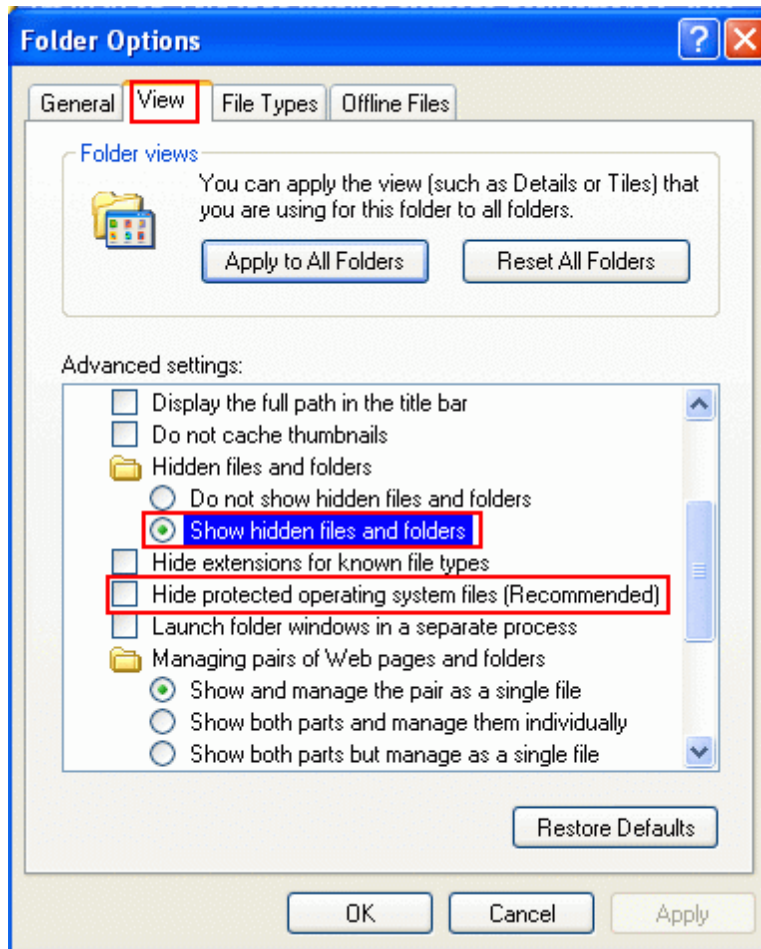 Folder Options
General View File Types Offline Files
Folder views
You can apply the view (such as Details or Tiles) that
you are using for this folder to all folders.
Apply to All Folders Reset All Folders
Advanced settings:
Display the full path in the title bar
Do not cache thumbnails
Hidden files and folders
Do not show hidden files and folders
Show hidden files and folders
Hide extensions for known file types
Hide protected operating system files (Recommended)
Launch folder windows in a separate process
Managing pairs of Web pages and folders
Show and manage the pair as a single file
Show both parts and manage them individually
Show both parts but manage as a single file
Restore Defaults
OK Cancel Apply